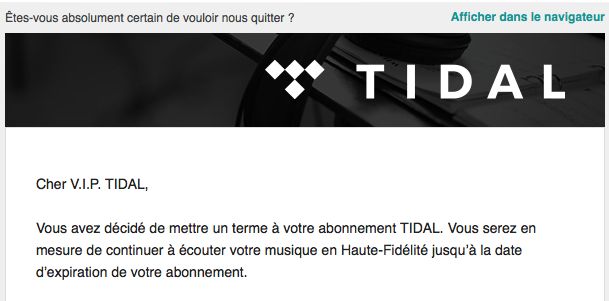 Êtes-vous absolument certain de vouloir nous quitter ?
Afficher dans le navigateur
TIDAL
Cher V.I.P. TIDAL,
Vous avez décidé de mettre un terme à votre abonnement TIDAL. Vous serez en
mesure de continuer à écouter votre musique en Haute-Fidélité jusqu’à la date
d’expiration de votre abonnement.